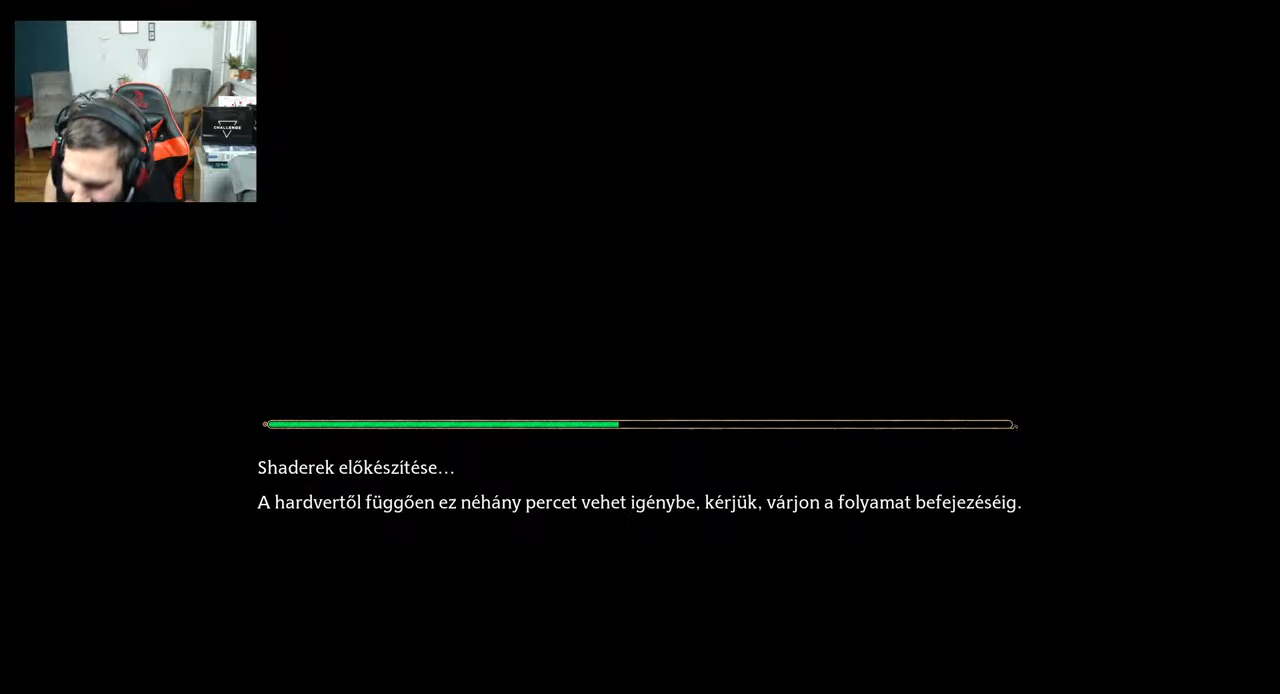 CHALLENGE
Shaderek előkészítése...
A hardvertől függően ez néhány percet vehet igénybe, kérjük, várjon a folyamat befejezéséig.